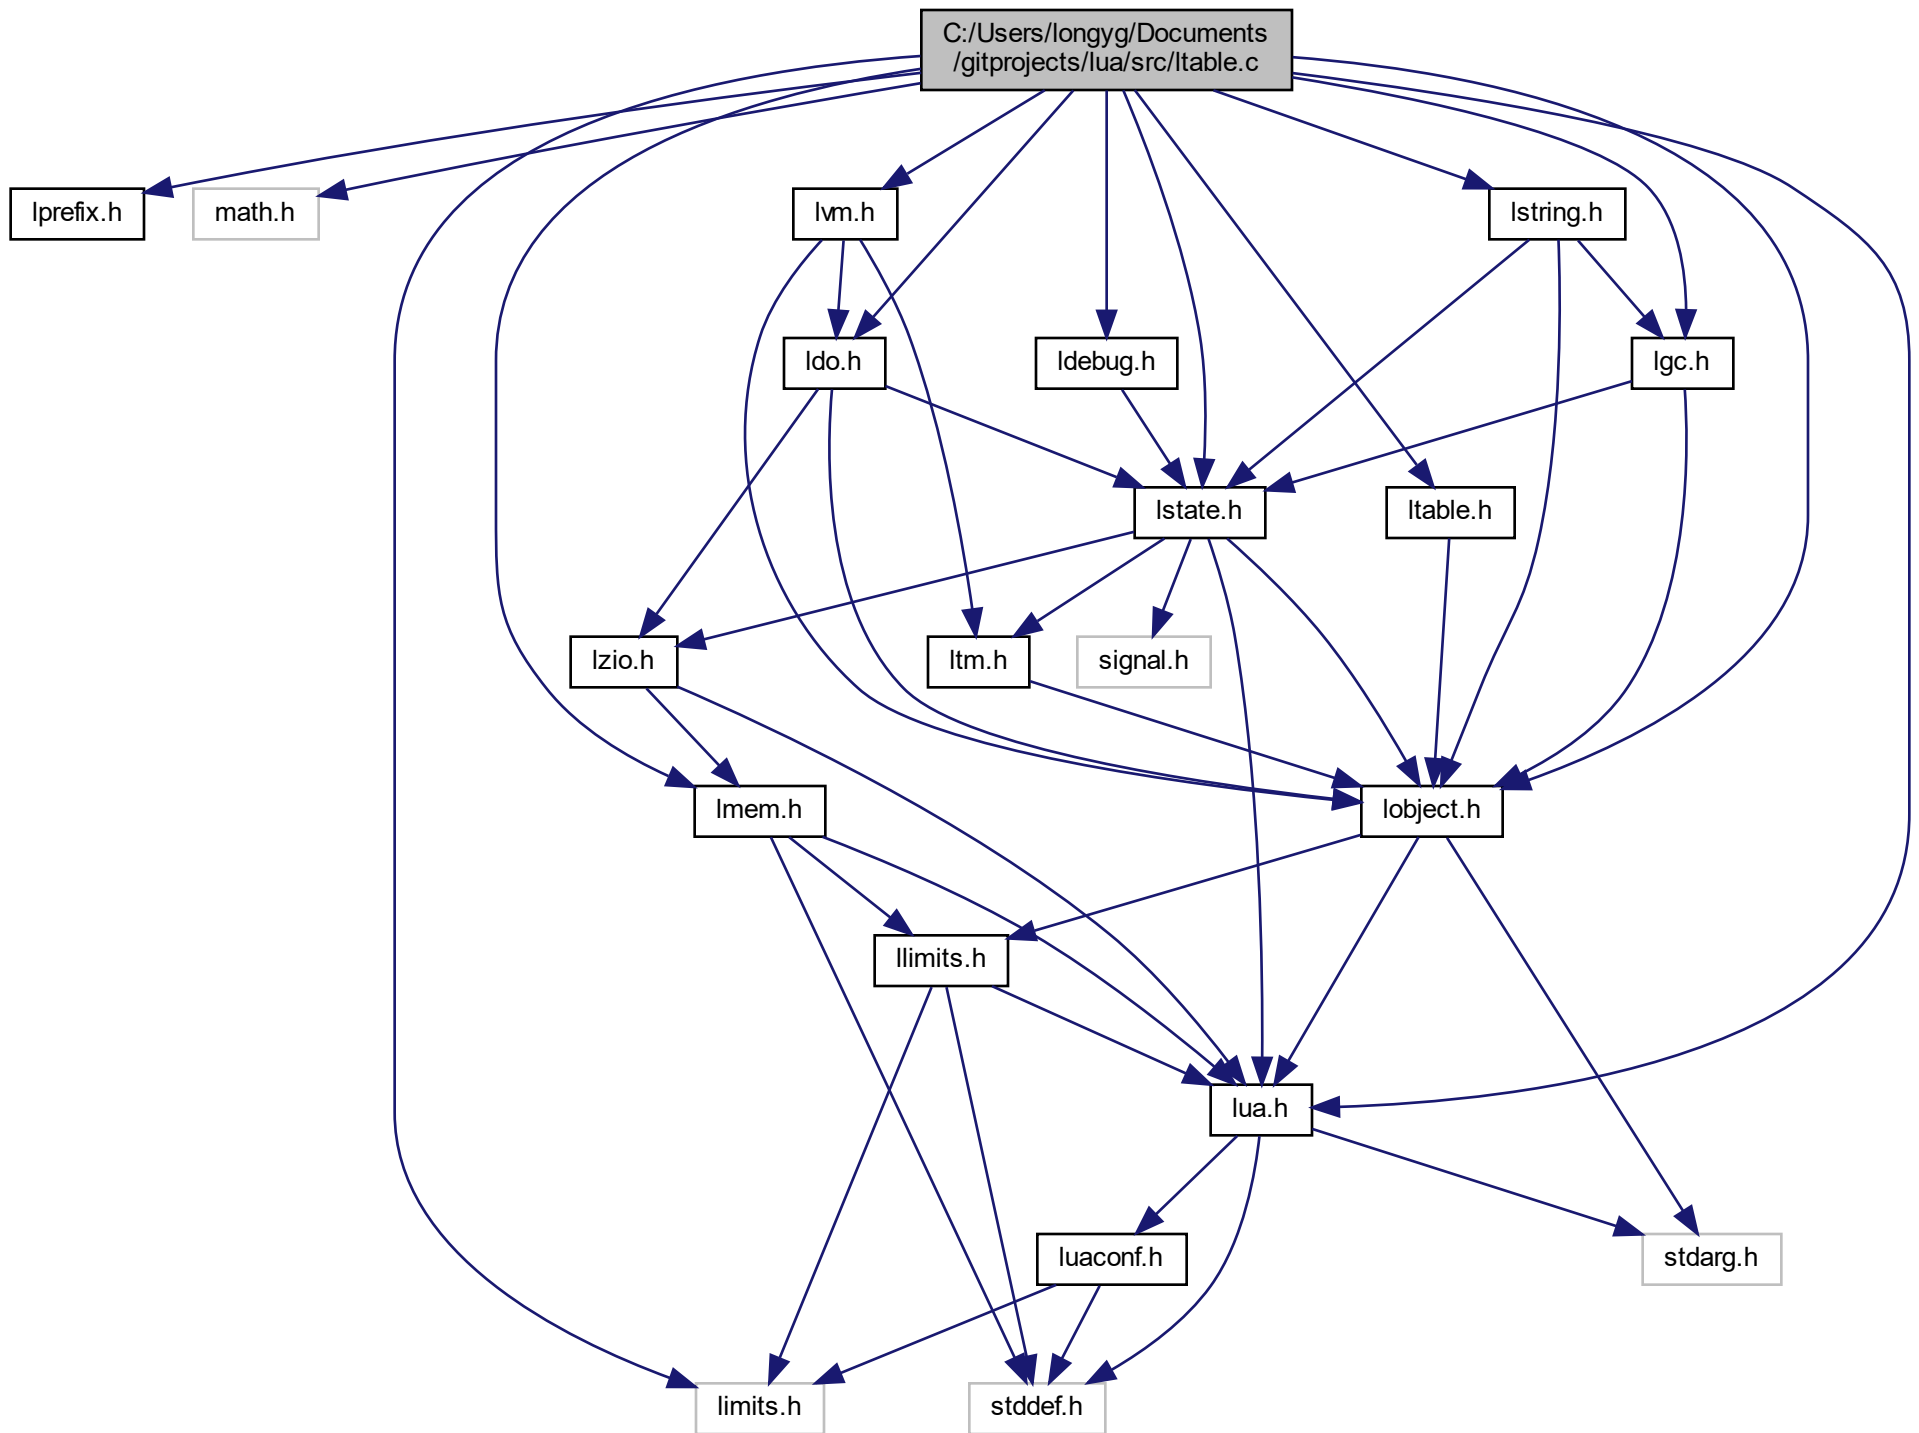 C:/Users/longyg/Documents
/gitprojects/lua/src/ltable.c
lprefix.h
math.h
lvm.h
lstring.h
ldo.h
ldebug.h
lgc.h
lstate.h
ltable.h
lzio.h
ltm.h
signal.h
lmem.h
lobject.h
llimits.h
lua.h
luaconf.h
stdarg.h
limits.h
stddef.h